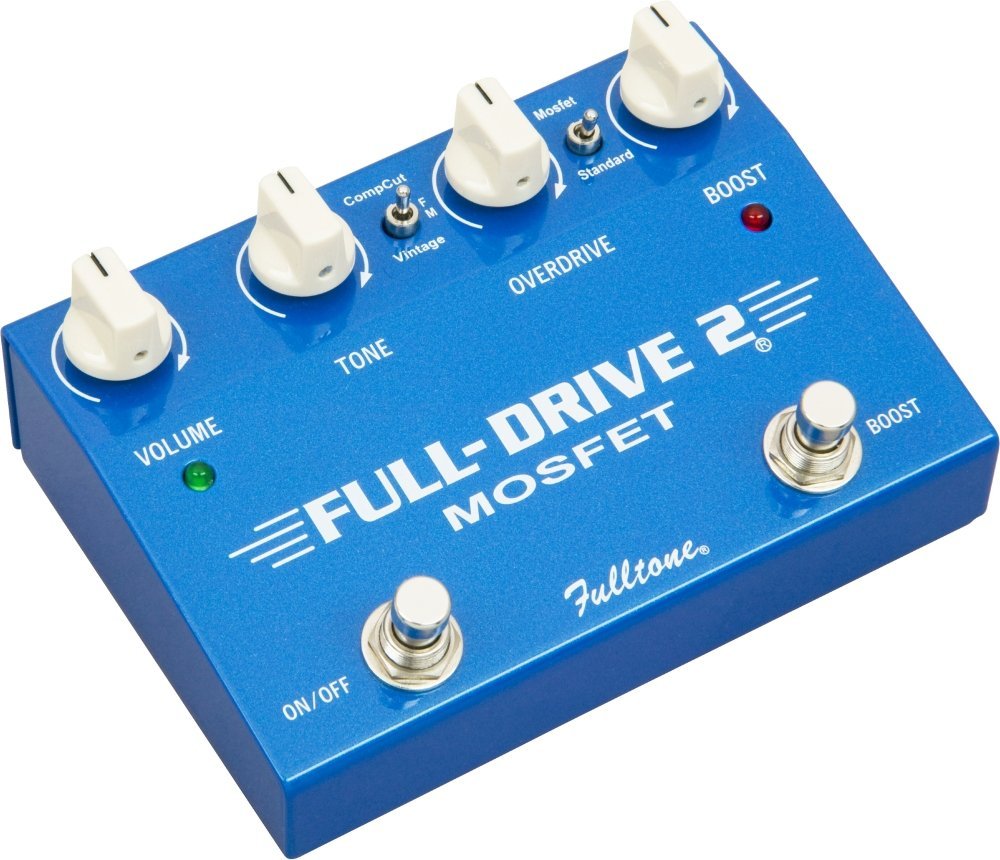 CompCut
F
M
Vintage
Mosfet
Standard
VOLUME
TONE
OVERDRIVE
BOOST
FULL-DRIVE 2®
MOSFET
Fulltone®
ON/OFF
BOOST